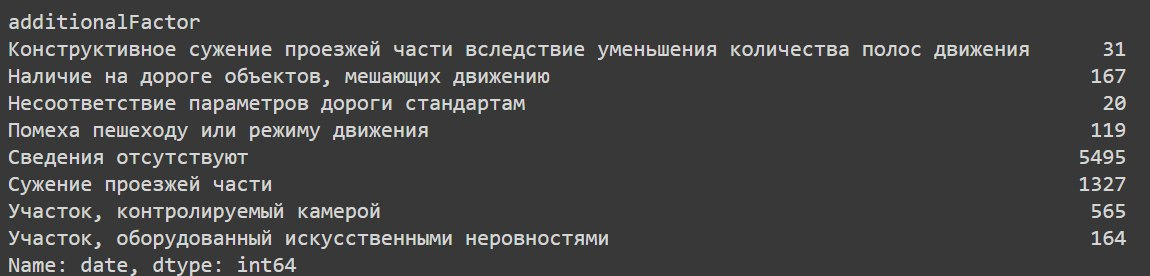 additionalFactor
Конструктивное сужение проезжей части вследствие уменьшения количества полос движения 31
Наличие на дороге объектов, мешающих движению 167
Несоответствие параметров дороги стандартам 20
Помеха пешеходу или режиму движения 119
Сведения отсутствуют 5495
Сужение проезжей части 1327
Участок, контролируемый камерой 565
Участок, оборудованный искусственными неровностями 164
Name: date, dtype: int64